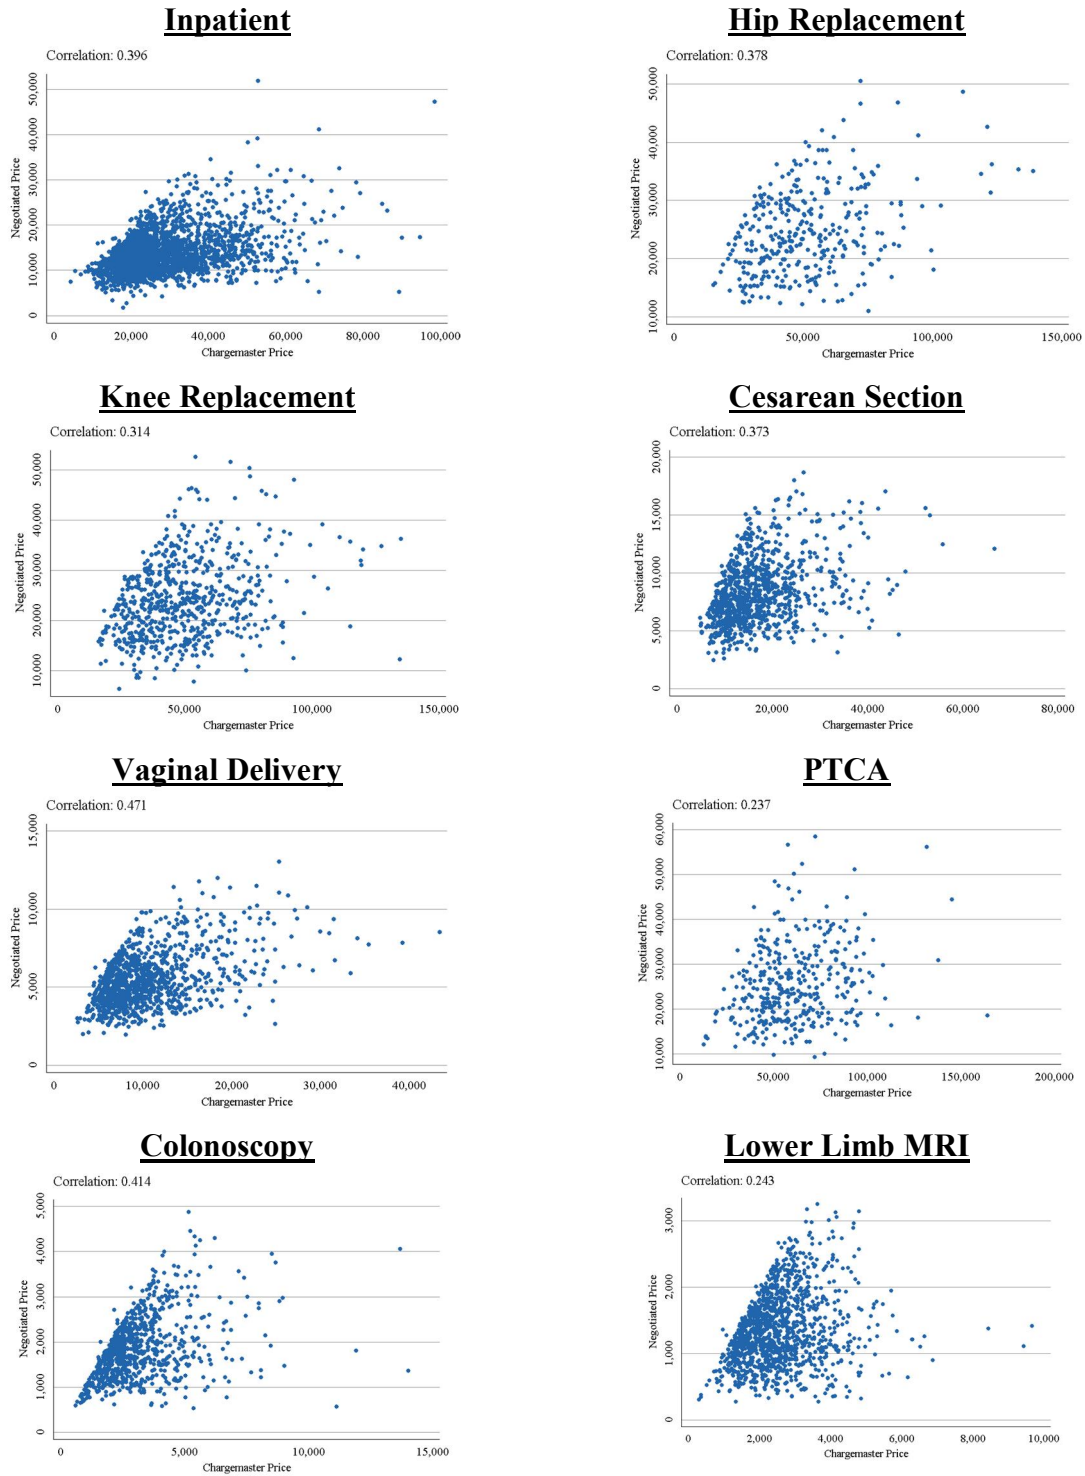 Inpatient
Correlation: 0.396
Negotiated Price
50,000
40,000
30,000
20,000
10,000
0
0 20,000 40,000 60,000 80,000 100,000
Chargemaster Price
Hip Replacement
Correlation: 0.378
Negotiated Price
50,000
40,000
30,000
20,000
10,000
0 50,000 100,000 150,000
Chargemaster Price
Knee Replacement
Correlation: 0.314
Negotiated Price
50,000
40,000
30,000
20,000
10,000
0 50,000 100,000 150,000
Chargemaster Price
Cesarean Section
Correlation: 0.373
Negotiated Price
20,000
15,000
10,000
5,000
0
0 20,000 40,000 60,000 80,000
Chargemaster Price
Vaginal Delivery
Correlation: 0.471
Negotiated Price
15,000
10,000
5,000
0
0 10,000 20,000 30,000 40,000
Chargemaster Price
PTCA
Correlation: 0.237
Negotiated Price
60,000
50,000
40,000
30,000
20,000
10,000
0 50,000 100,000 150,000 200,000
Chargemaster Price
Colonoscopy
Correlation: 0.414
Negotiated Price
5,000
4,000
3,000
2,000
1,000
0
0 5,000 10,000 15,000
Chargemaster Price
Lower Limb MRI
Correlation: 0.243
Negotiated Price
3,000
2,000
1,000
0
0 2,000 4,000 6,000 8,000 10,000
Chargemaster Price